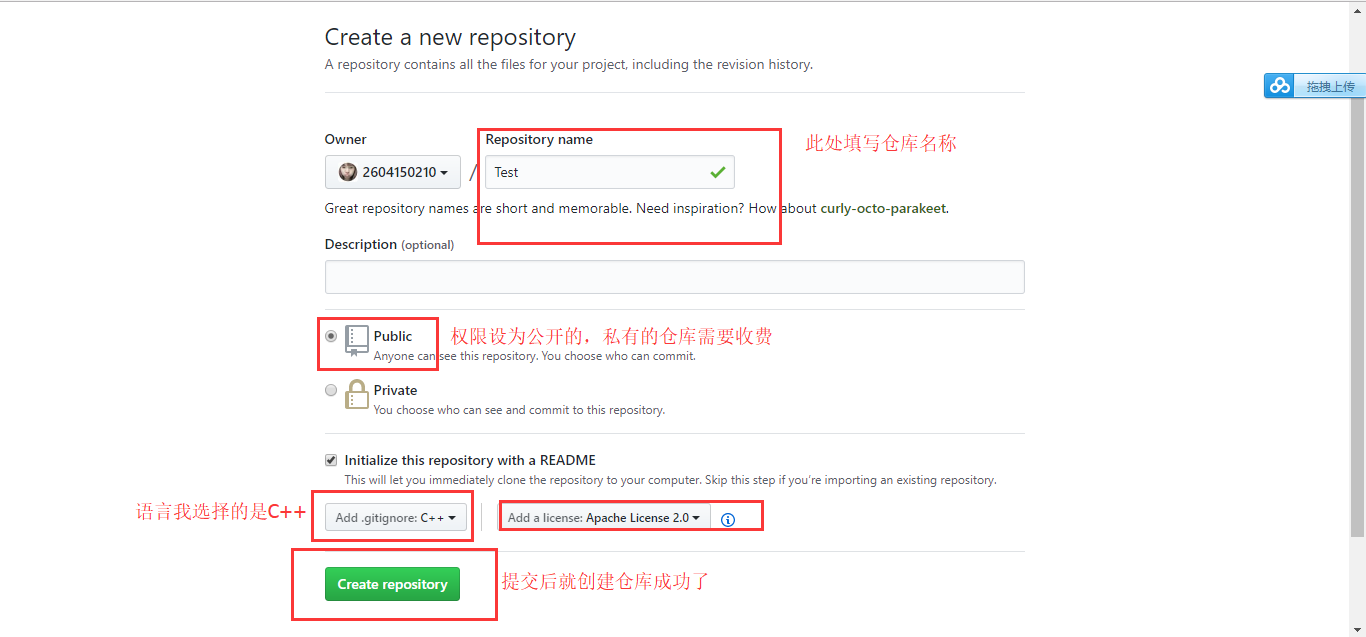 Create a new repository
A repository contains all the files for your project, including the revision history.
拖拽上传
Owner
Repository name
此处填写仓库名称
2604150210
/
Test
Great repository names are short and memorable. Need inspiration? How about curly-octo-parakeet.
Description (optional)
Public
权限设为公开的，私有的仓库需要收费
Anyone can see this repository. You choose who can commit.
Private
You choose who can see and commit to this repository.
Initialize this repository with a README
This will let you immediately clone the repository to your computer. Skip this step if you're importing an existing repository.
语言我选择的是C++
Add .gitignore: C++
Add a license: Apache License 2.0
Create repository
提交后就创建仓库成功了